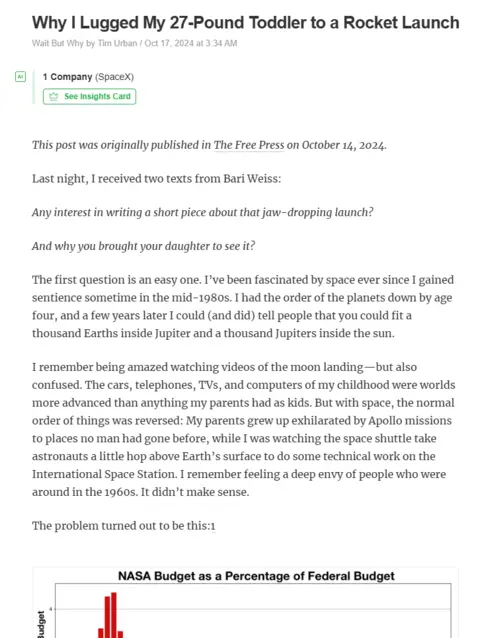 Why I Lugged My 27-Pound Toddler to a Rocket Launch
Wait But Why by Tim Urban / Oct 17, 2024 at 3:34 AM
AI
1 Company (SpaceX)
See Insights Card
This post was originally published in The Free Press on October 14, 2024.
Last night, I received two texts from Bari Weiss:
Any interest in writing a short piece about that jaw-dropping launch?
And why you brought your daughter to see it?
The first question is an easy one. I've been fascinated by space ever since I gained
sentience sometime in the mid-1980s. I had the order of the planets down by age
four, and a few years later I could (and did) tell people that you could fit a
thousand Earths inside Jupiter and a thousand Jupiters inside the sun.
I remember being amazed watching videos of the moon landing—but also
confused. The cars, telephones, TVs, and computers of my childhood were worlds
more advanced than anything my parents had as kids. But with space, the normal
order of things was reversed: My parents grew up exhilarated by Apollo missions
to places no man had gone before, while I was watching the space shuttle take
astronauts a little hop above Earth's surface to do some technical work on the
International Space Station. I remember feeling a deep envy of people who were
around in the 1960s. It didn't make sense.
The problem turned out to be this:1
NASA Budget as a Percentage of Federal Budget
4